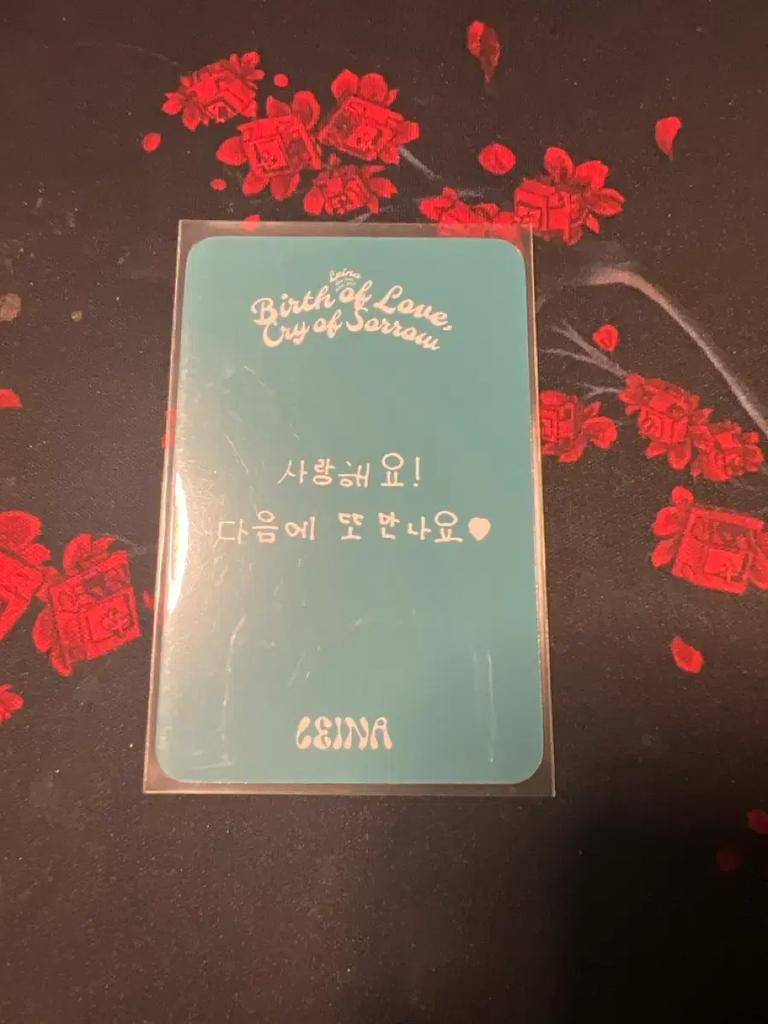 Leina
Birth of Love,
Cry of Sorrow
사랑해요!
다음에 또 만나요♥
LEINA